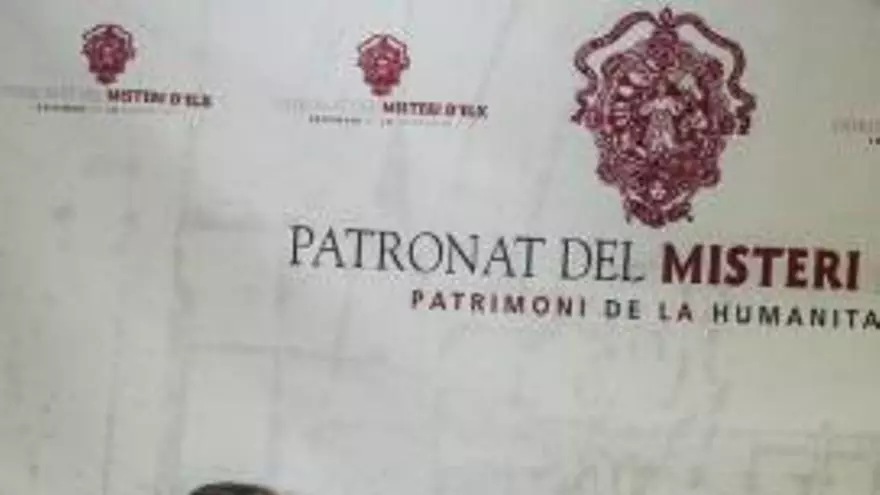 MISTERI D'ELX
MISTERI D'ELX
PATRONAT DEL MISTERI
PATRIMONI DE LA HUMANITA